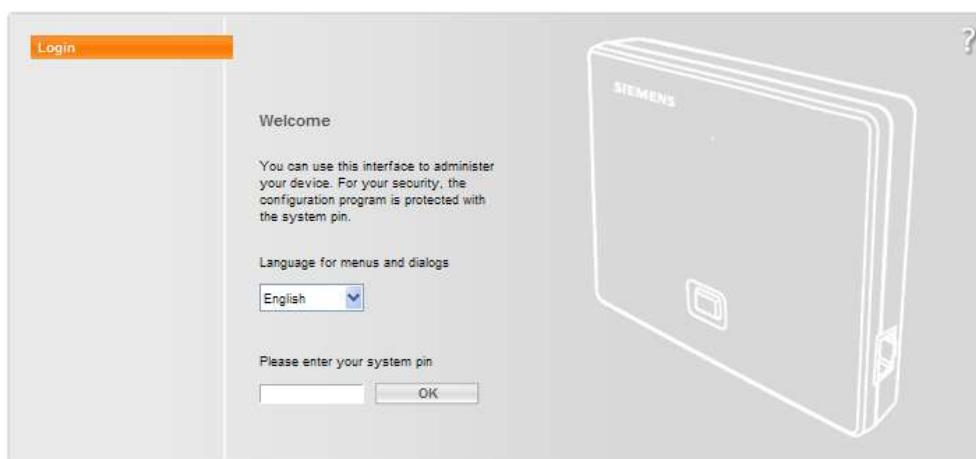 Login
?
SIEMENS
Welcome
You can use this interface to administer
your device. For your security, the
configuration program is protected with
the system pin.
Language for menus and dialogs
English
Please enter your system pin
OK